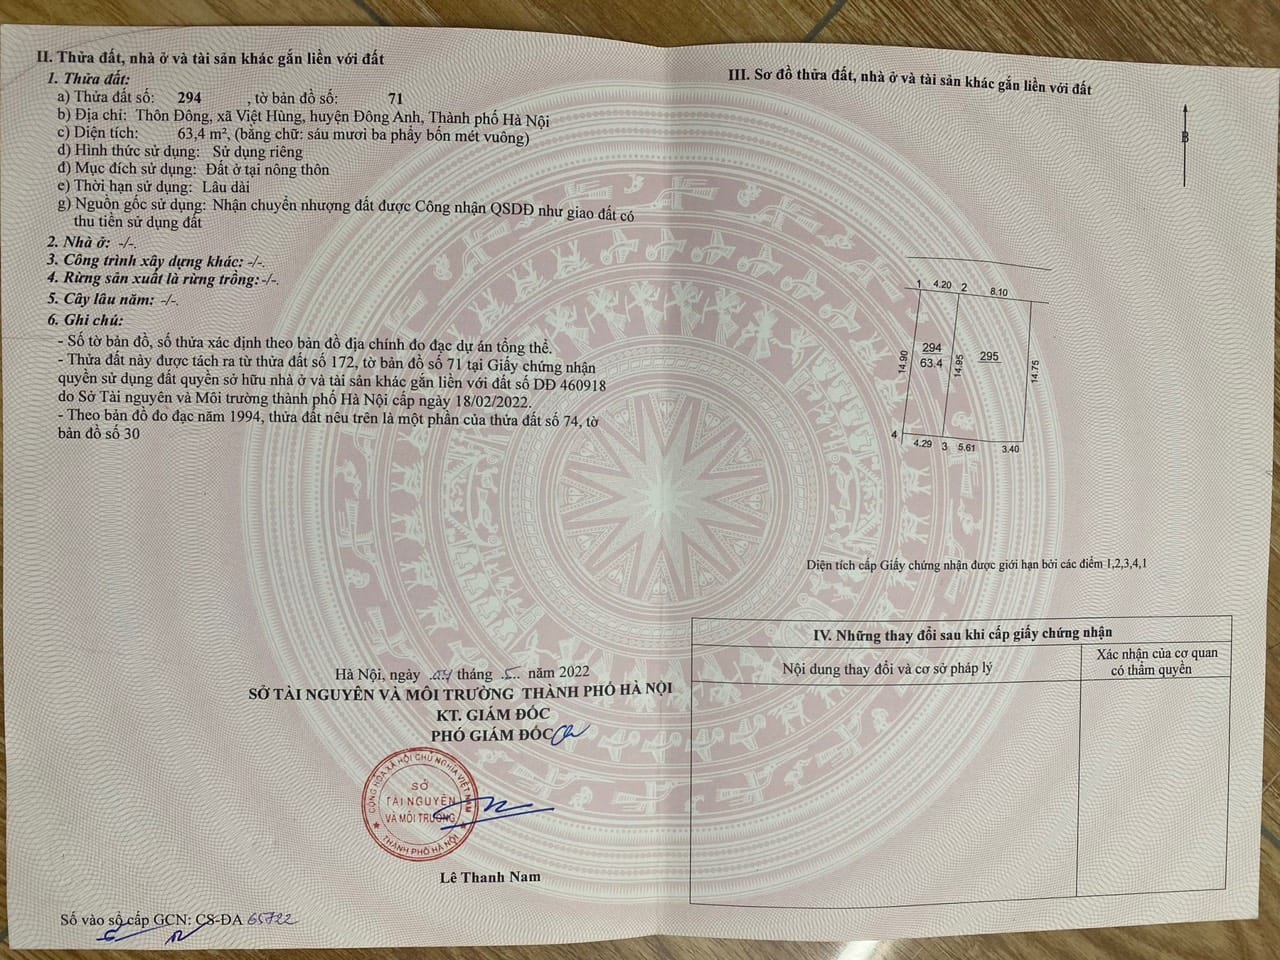 II. Thửa đất, nhà ở và tài sản khác gắn liền với đất
1. Thửa đất:
a) Thửa đất số: 294 , tờ bản đồ số: 71
b) Địa chỉ: Thôn Đông, xã Việt Hùng, huyện Đông Anh, Thành phố Hà Nội
c) Diện tích: 63,4 m², (bằng chữ: sáu mươi ba phẩy bốn mét vuông)
d) Hình thức sử dụng: Sử dụng riêng
đ) Mục đích sử dụng: Đất ở tại nông thôn
e) Thời hạn sử dụng: Lâu dài
g) Nguồn gốc sử dụng: Nhận chuyển nhượng đất được Công nhận QSDĐ như giao đất có
thu tiền sử dụng đất
2. Nhà ở: -/-.
3. Công trình xây dựng khác: -/-.
4. Rừng sản xuất là rừng trồng: -/-.
5. Cây lâu năm: -/-.
6. Ghi chú:
- Số tờ bản đồ, số thửa xác định theo bản đồ địa chính đo đạc dự án tổng thể.
- Thửa đất này được tách ra từ thửa đất số 172, tờ bản đồ số 71 tại Giấy chứng nhận
quyền sử dụng đất quyền sở hữu nhà ở và tài sản khác gắn liền với đất số DĐ 460918
do Sở Tài nguyên và Môi trường thành phố Hà Nội cấp ngày 18/02/2022.
- Theo bản đồ đo đạc năm 1994, thửa đất nêu trên là một phần của thửa đất số 74, tờ
bản đồ số 30
Hà Nội, ngày 04 tháng 5 năm 2022
SỞ TÀI NGUYÊN VÀ MÔI TRƯỜNG THÀNH PHỐ HÀ NỘI
KT. GIÁM ĐỐC
PHÓ GIÁM ĐỐC
CỘNG HÒA XÃ HỘI CHỦ NGHĨA VIỆT NAM
SỞ
TÀI NGUYÊN
VÀ MÔI TRƯỜNG
THÀNH PHỐ HÀ NỘI
Lê Thanh Nam
Số vào sổ cấp GCN: CS-ĐA 65722
III. Sơ đồ thửa đất, nhà ở và tài sản khác gắn liền với đất
B
1 4.20 2 8.10
294
63.4
295
14.90
14.95
14.75
4 4.29 3 5.61 3.40
Diện tích cấp Giấy chứng nhận được giới hạn bởi các điểm 1,2,3,4,1
IV. Những thay đổi sau khi cấp giấy chứng nhận
Nội dung thay đổi và cơ sở pháp lý
Xác nhận của cơ quan
có thẩm quyền